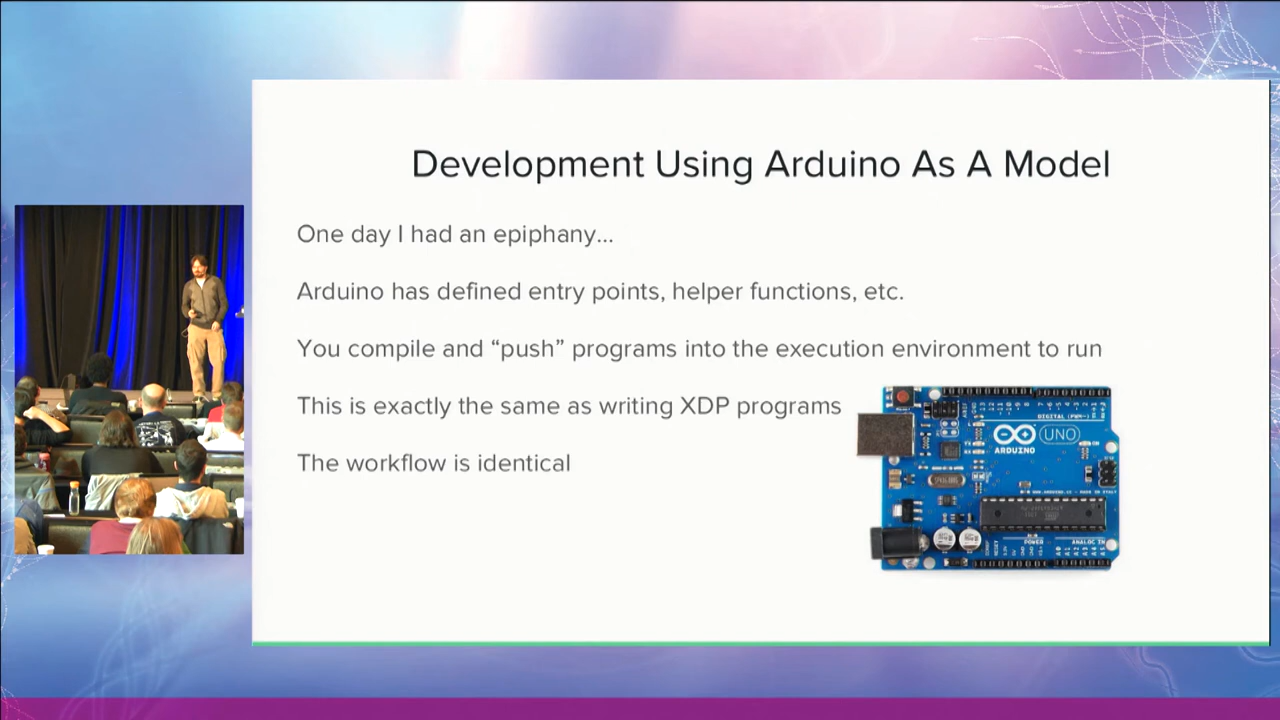 Development Using Arduino As A Model
One day I had an epiphany...
Arduino has defined entry points, helper functions, etc.
You compile and “push” programs into the execution environment to run
This is exactly the same as writing XDP programs
The workflow is identical
DIGITAL (PWM~)
UNO
ARDUINO
POWER
ANALOG IN